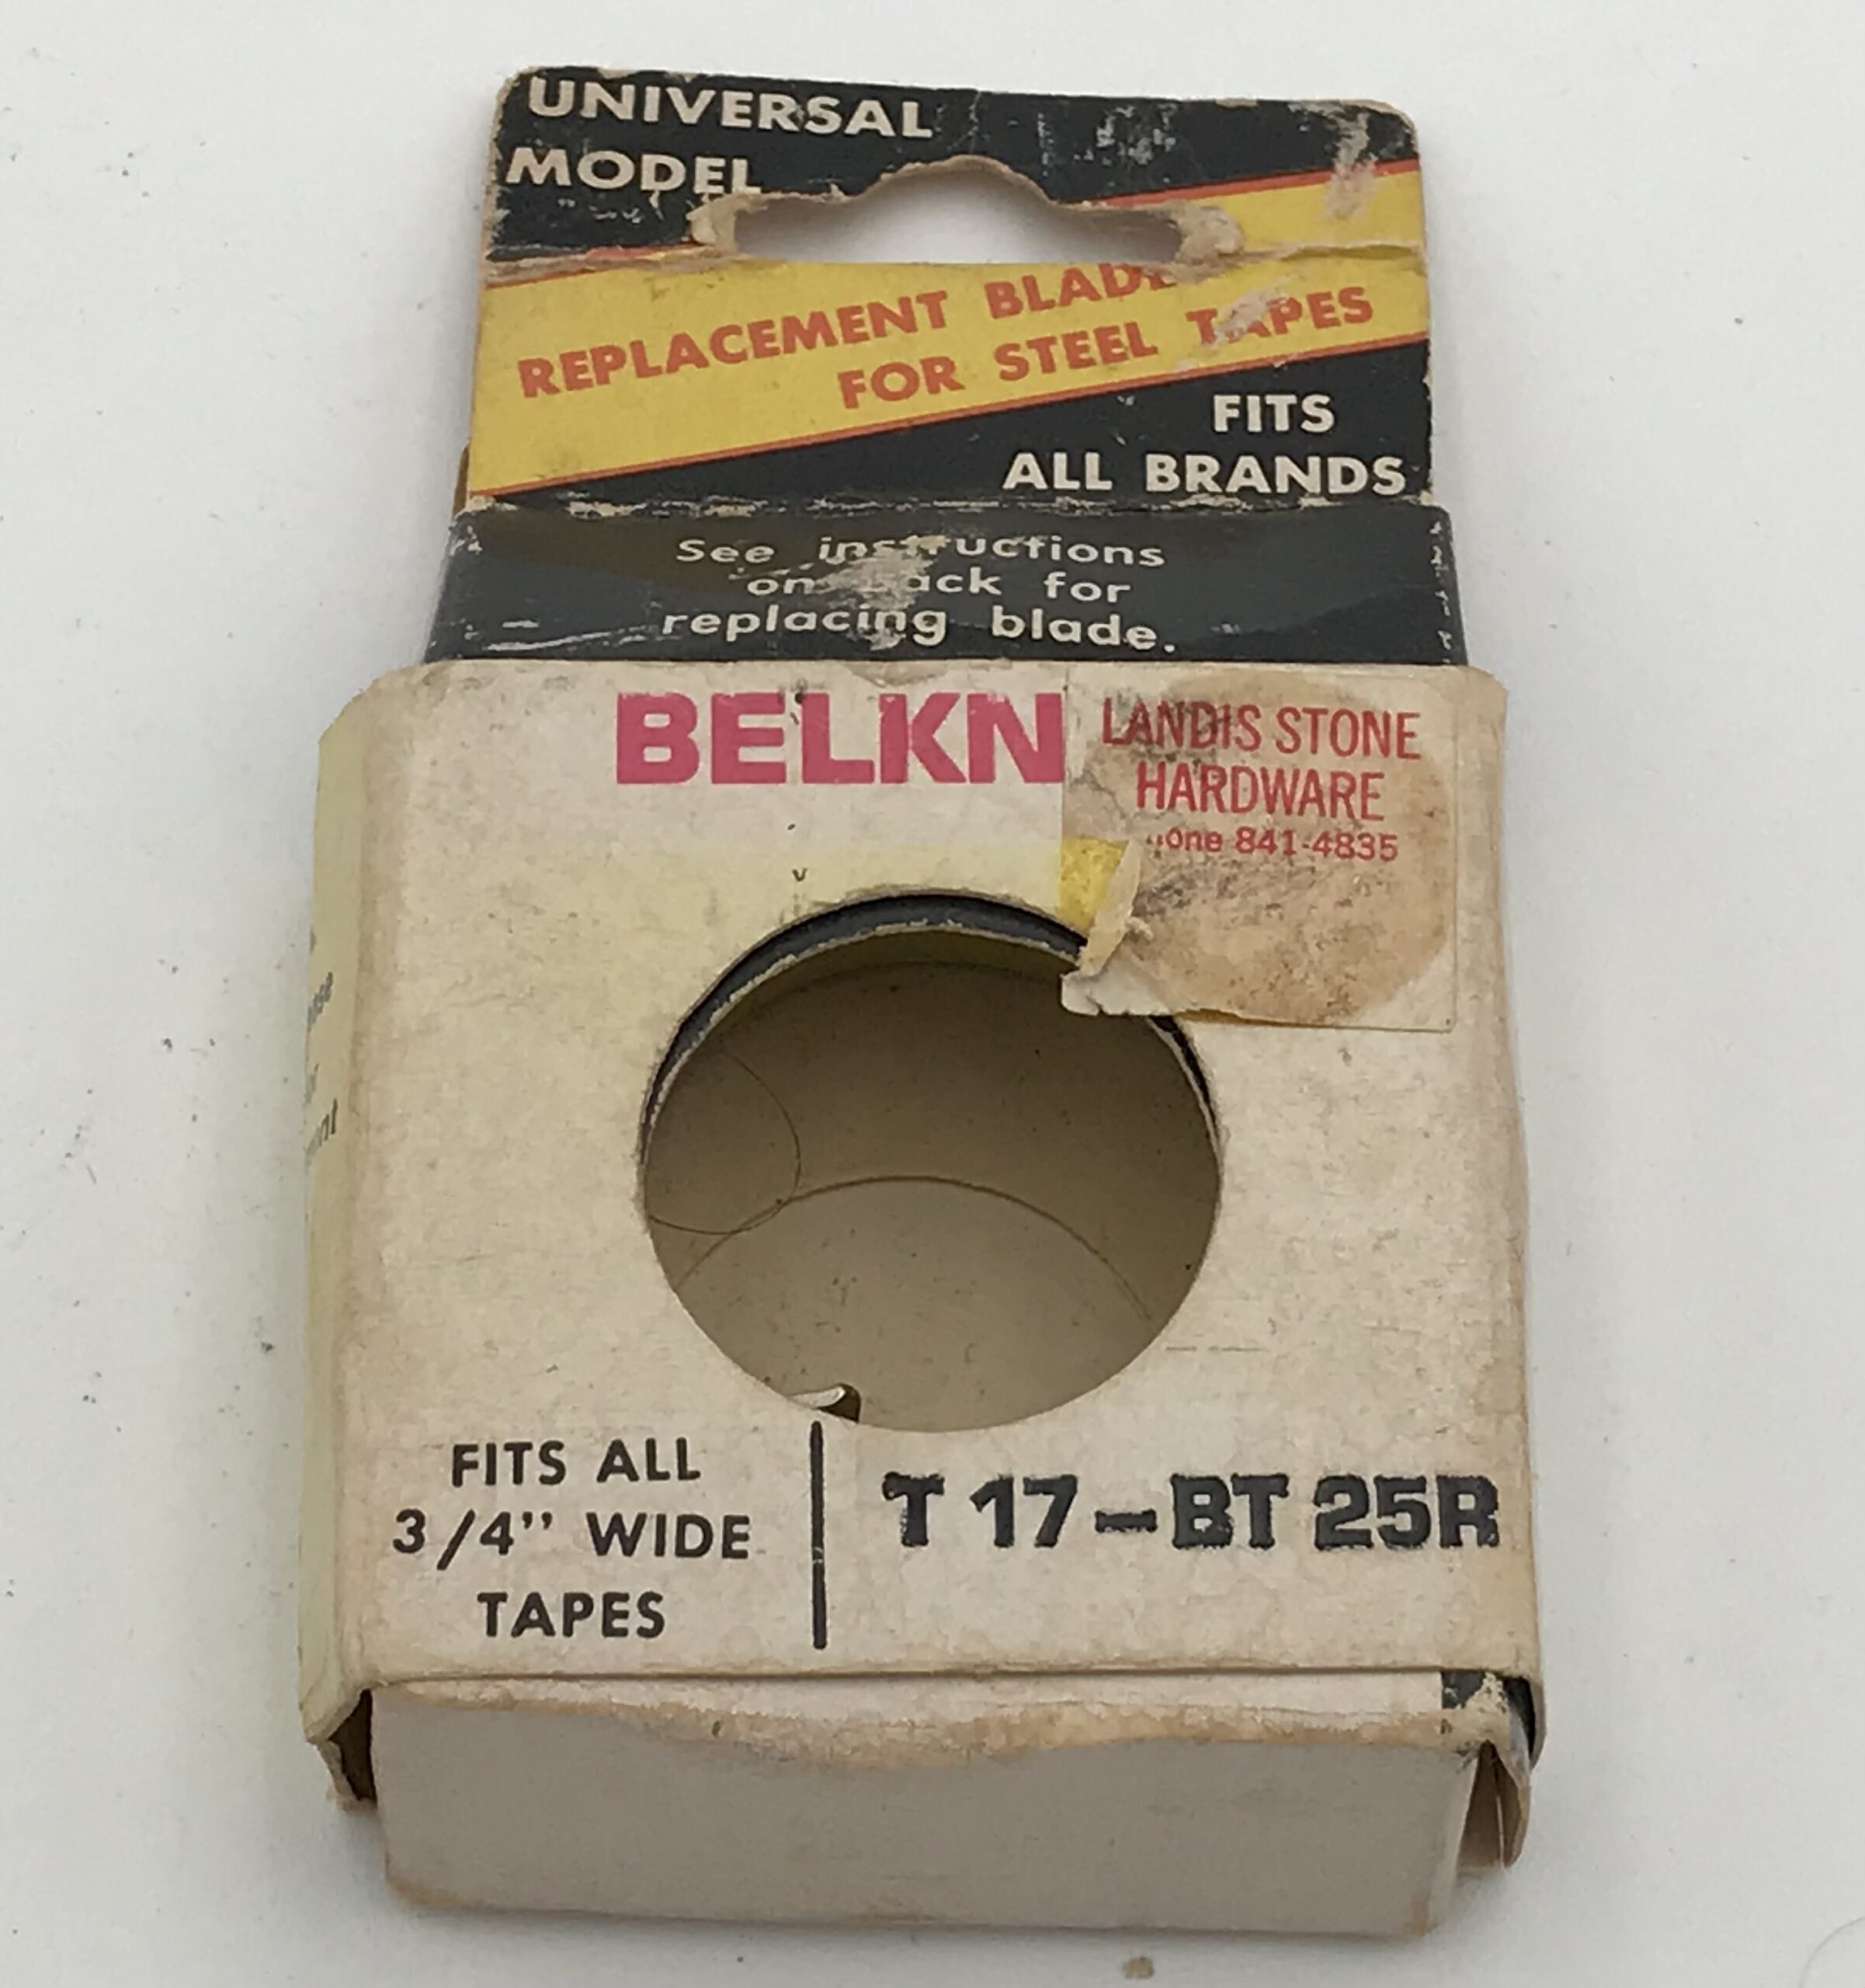 UNIVERSAL
MODEL
REPLACEMENT BLADE
FOR STEEL TAPES
FITS
ALL BRANDS
See instructions
on back for
replacing blade.
BELKN
LANDIS STONE
HARDWARE
one 841-4835
FITS ALL
3/4" WIDE
TAPES
T 17-BT 25R